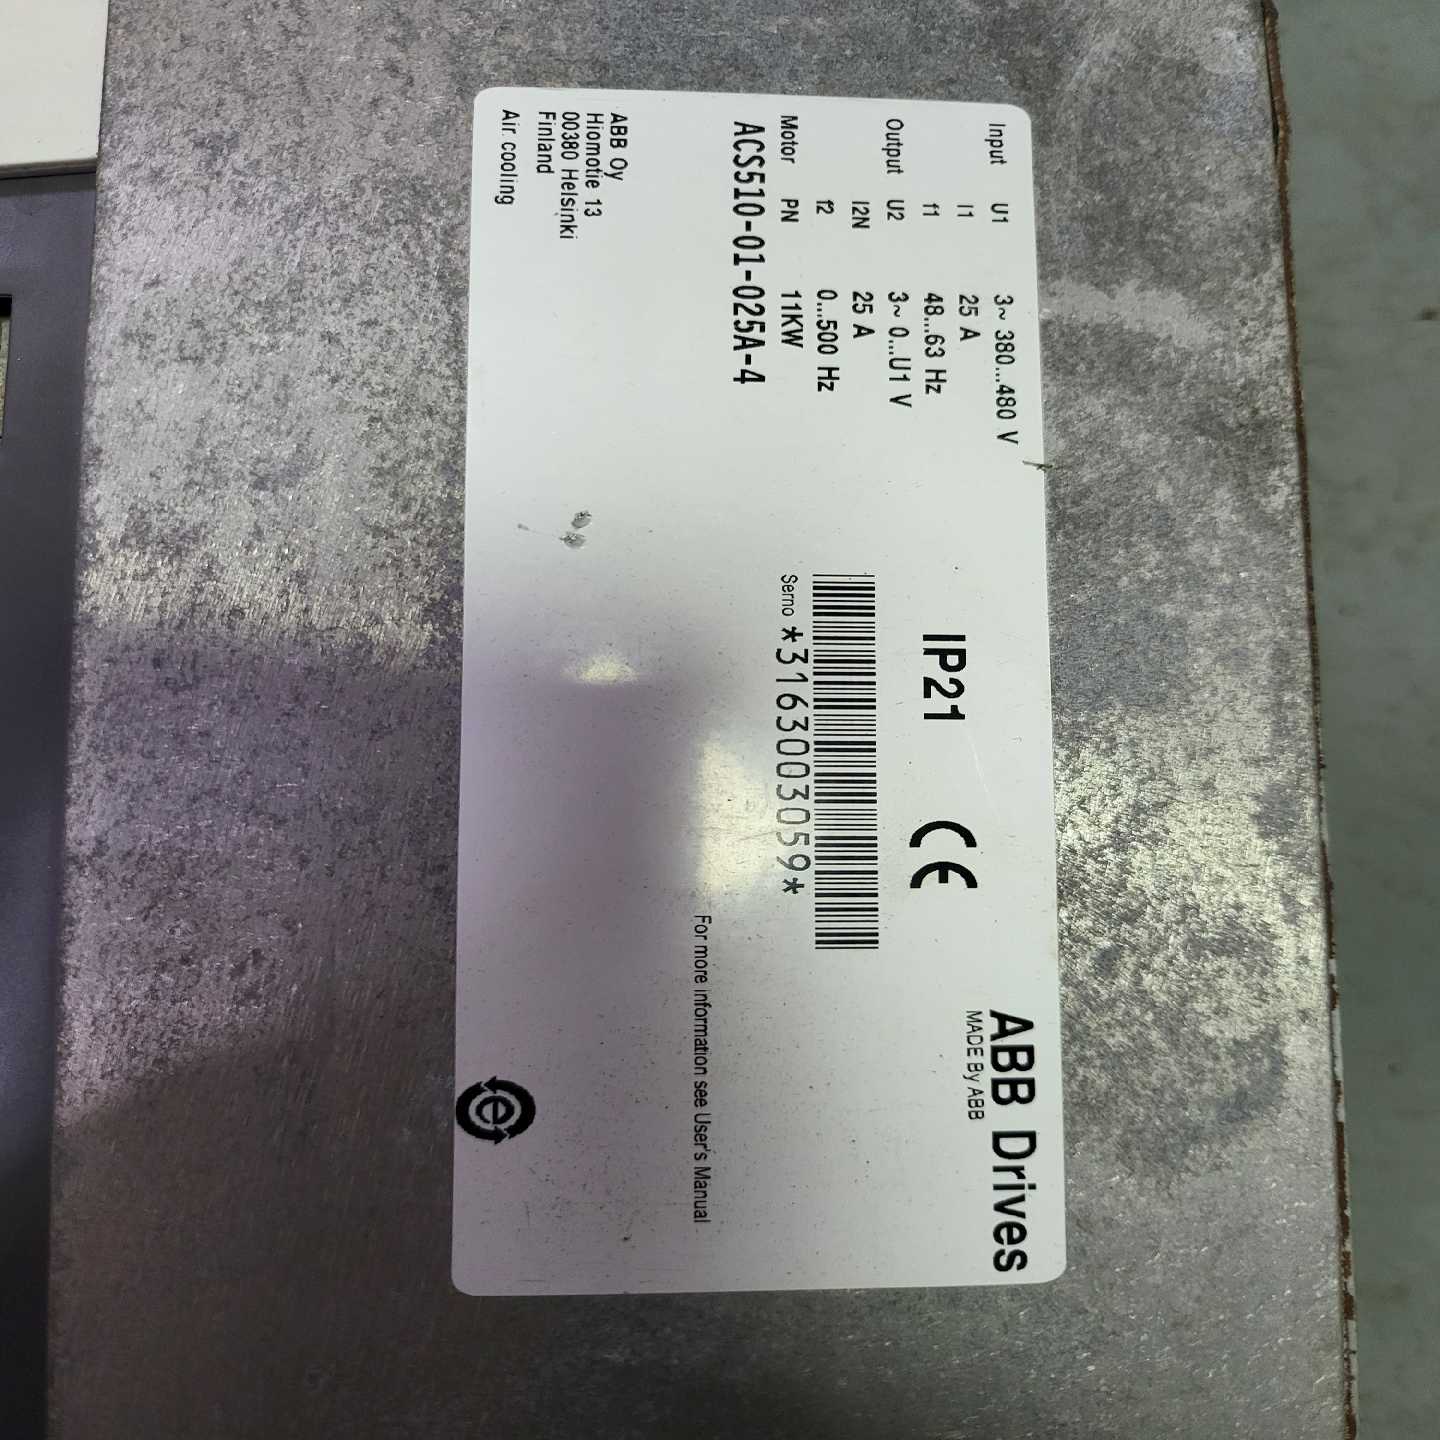 ABB Drives
MADE By ABB
Input U1 3~ 380...480 V
I1 25 A
f1 48...63 Hz
Output U2 3~ 0...U1 V
I2N 25 A
f2 0...500 Hz
Motor PN 11KW
ACS510-01-025A-4
IP21 CE
Serno *3163003059*
For more information see User's Manual
ABB Oy
Hiomotie 13
00380 Helsinki
Finland
Air cooling
e